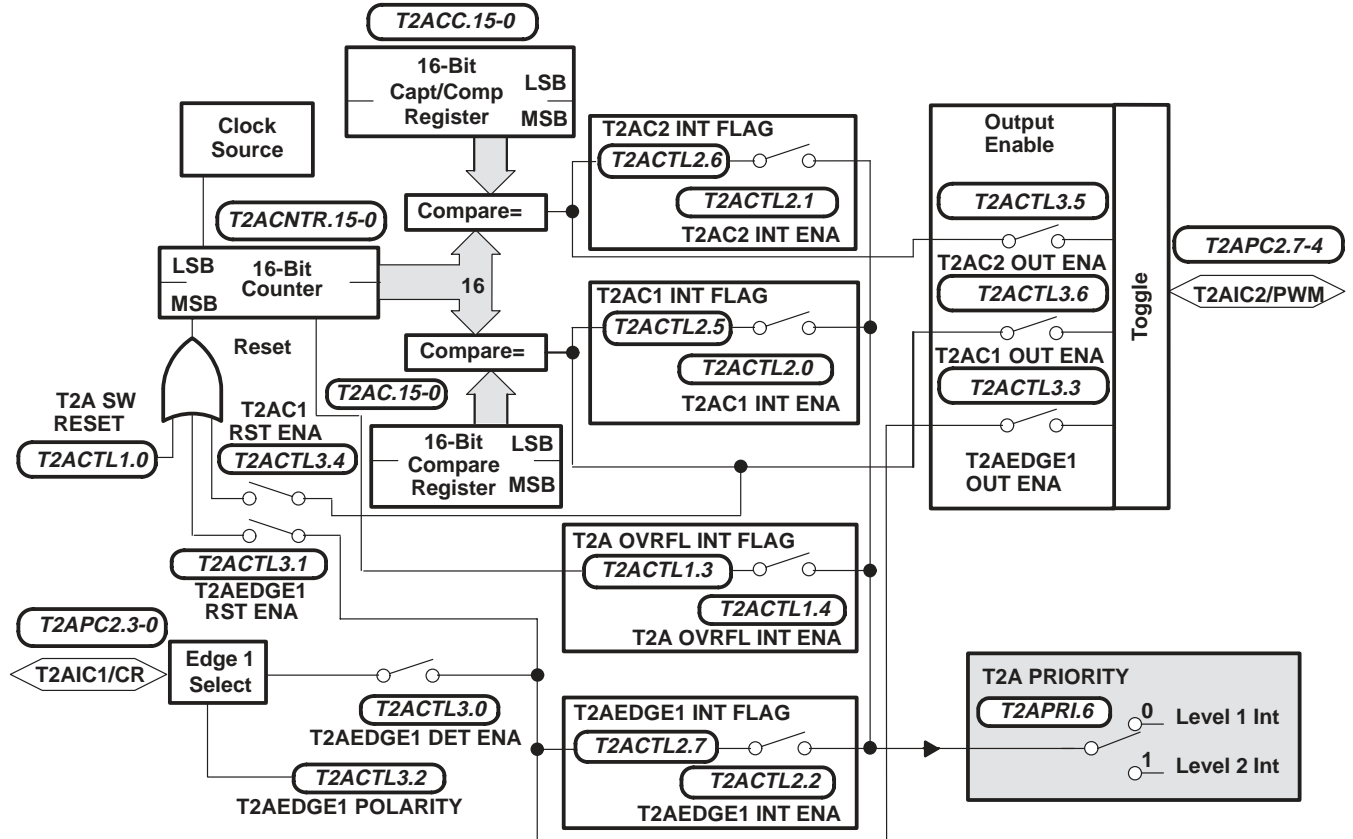 T2ACC.15-0
16-Bit
Capt/Comp
Register
LSB
MSB
Clock
Source
T2AC2 INT FLAG
T2ACTL2.6
T2ACTL2.1
T2AC2 INT ENA
Output
Enable
T2ACTL3.5
T2AC2 OUT ENA
T2ACTL3.6
T2AC1 OUT ENA
T2ACTL3.3
T2AEDGE1
OUT ENA
Toggle
T2APC2.7-4
T2AIC2/PWM
T2ACNTR.15-0
Compare=
LSB
MSB
16-Bit
Counter
16
T2AC1 INT FLAG
T2ACTL2.5
T2ACTL2.0
T2AC1 INT ENA
Reset
Compare=
T2AC.15-0
T2A SW
RESET
T2ACTL1.0
T2AC1
RST ENA
T2ACTL3.4
16-Bit
Compare
Register
LSB
MSB
T2ACTL3.1
T2AEDGE1
RST ENA
T2A OVRFL INT FLAG
T2ACTL1.3
T2ACTL1.4
T2A OVRFL INT ENA
T2APC2.3-0
T2AIC1/CR
Edge 1
Select
T2ACTL3.0
T2AEDGE1 DET ENA
T2ACTL3.2
T2AEDGE1 POLARITY
T2AEDGE1 INT FLAG
T2ACTL2.7
T2ACTL2.2
T2AEDGE1 INT ENA
T2A PRIORITY
T2APRI.6
0
Level 1 Int
1
Level 2 Int